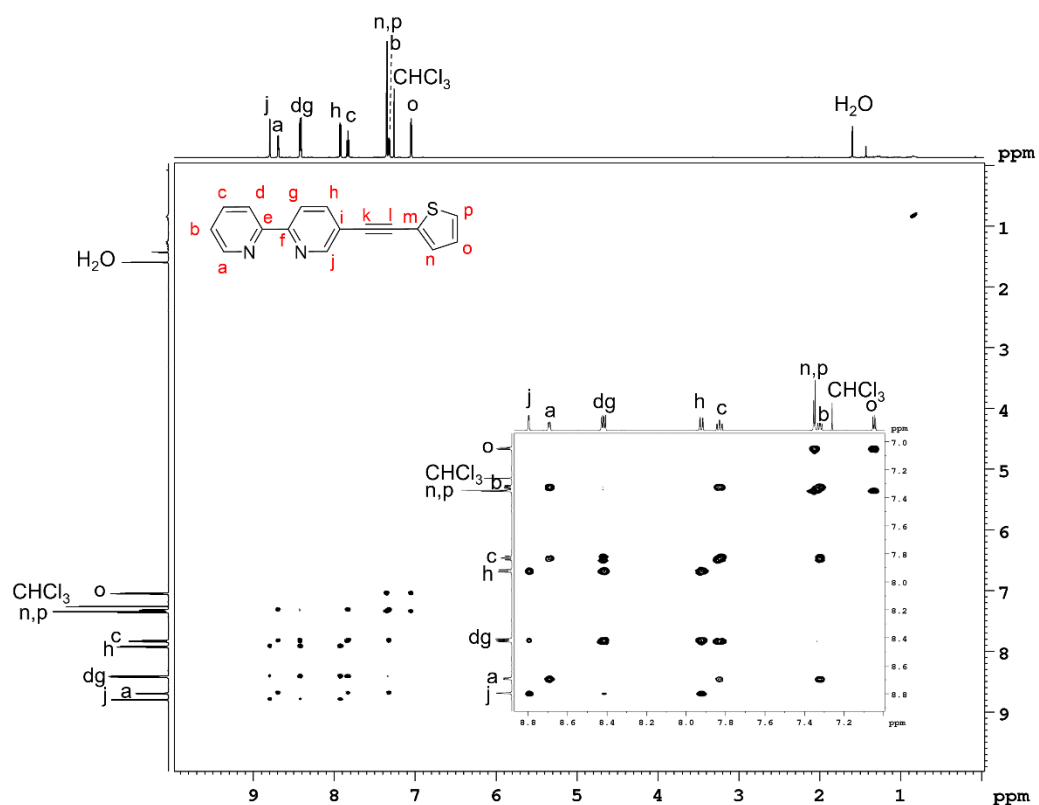 n,p
b
CHCl3
j a dg h c o
H2O
ppm
c d g h
b e f i k l m S p
N N
a j n o
H2O
1
2
3
n,p
j a dg h c b CHCl3 o
4
ppm
o
CHCl3
b
n,p
c
h
dg
a
j
7.0
7.2
7.4
7.6
7.8
8.0
8.2
8.4
8.6
8.8
8.8 8.6 8.4 8.2 8.0 7.8 7.6 7.4 7.2 ppm
5
6
CHCl3 o
n,p
7
c
h
8
dg
j a
9
9 8 7 6 5 4 3 2 1 ppm